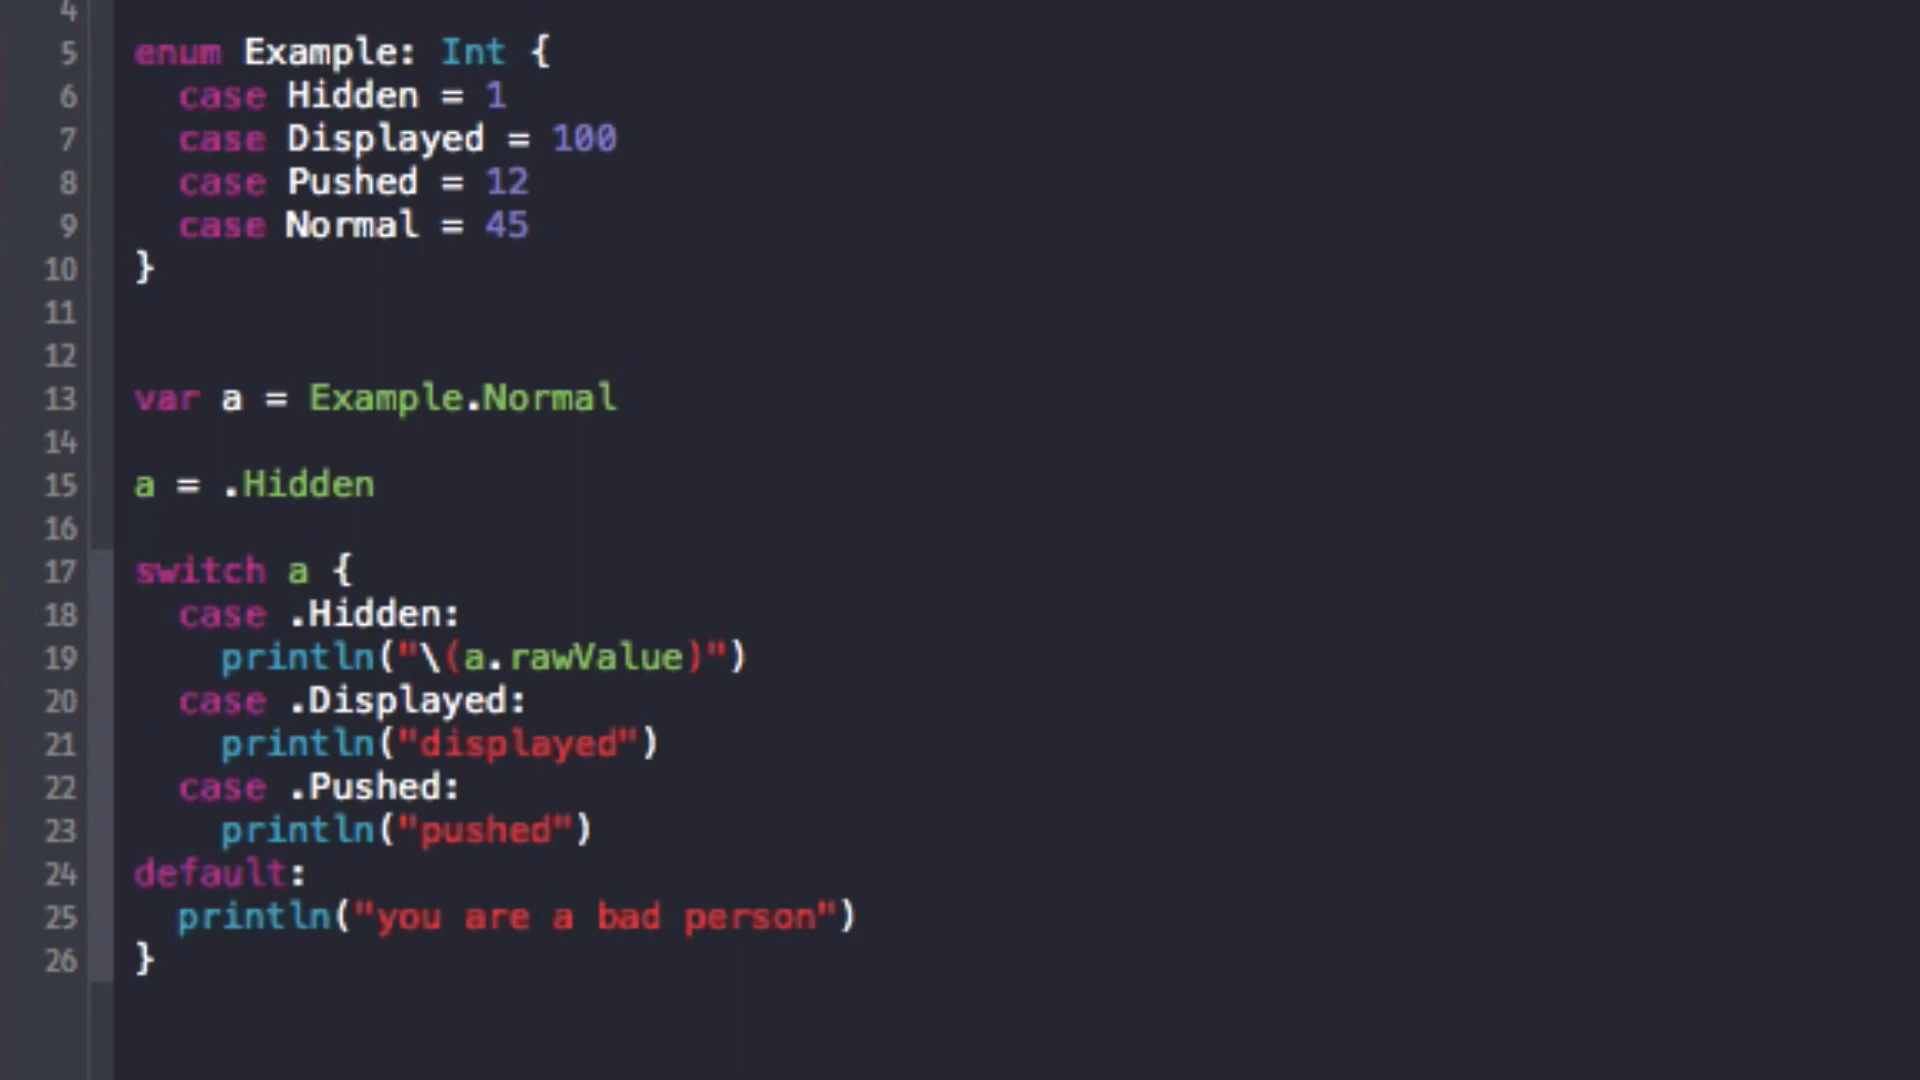 4
5 enum Example: Int {
6 case Hidden = 1
7 case Displayed = 100
8 case Pushed = 12
9 case Normal = 45
10 }
11
12
13 var a = Example.Normal
14
15 a = .Hidden
16
17 switch a {
18 case .Hidden:
19 println("\(a.rawValue)")
20 case .Displayed:
21 println("displayed")
22 case .Pushed:
23 println("pushed")
24 default:
25 println("you are a bad person")
26 }